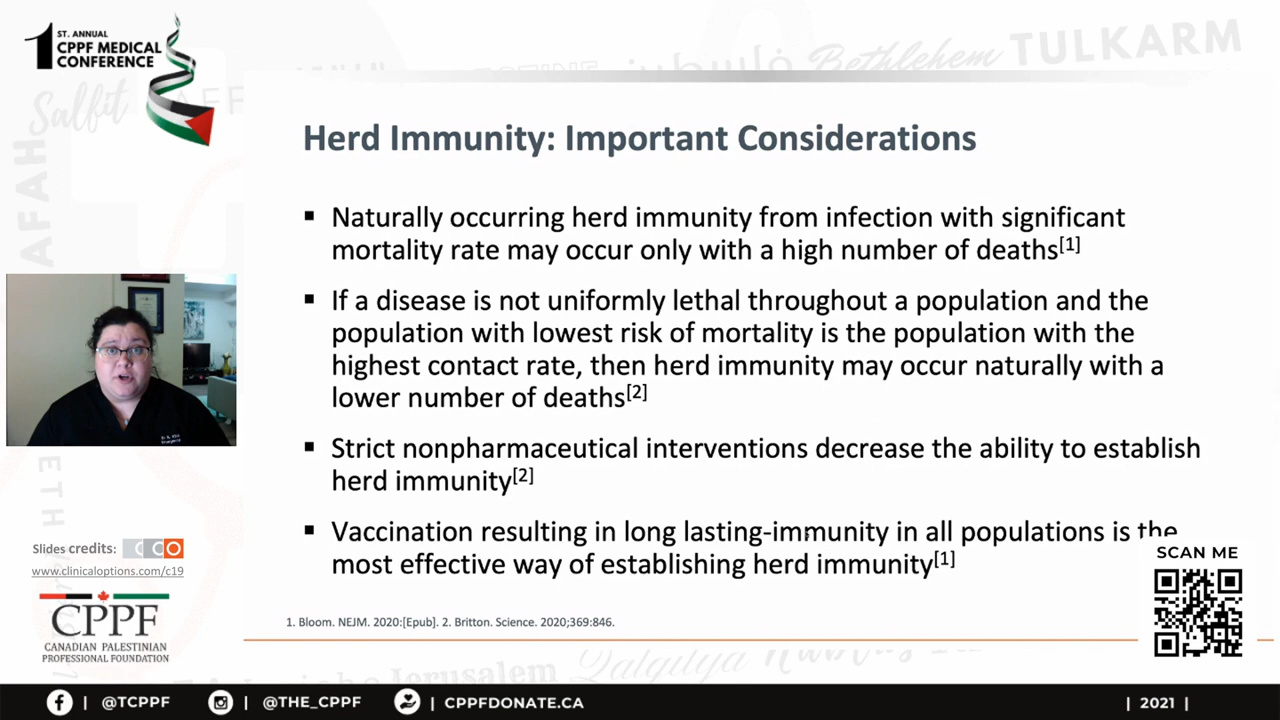 1
ST. ANNUAL
CPPF MEDICAL
CONFERENCE
Salfit
Bethlehem
TULKARM
فلسطين
AFAH
Herd Immunity: Important Considerations
▪ Naturally occurring herd immunity from infection with significant
mortality rate may occur only with a high number of deaths[1]
▪ If a disease is not uniformly lethal throughout a population and the
population with lowest risk of mortality is the population with the
highest contact rate, then herd immunity may occur naturally with a
lower number of deaths[2]
▪ Strict nonpharmaceutical interventions decrease the ability to establish
herd immunity[2]
▪ Vaccination resulting in long lasting-immunity in all populations is the
most effective way of establishing herd immunity[1]
1. Bloom. NEJM. 2020:[Epub]. 2. Britton. Science. 2020;369:846.
SCAN ME
Slides credits: CCO
www.clinicaloptions.com/c19
CPPF
CANADIAN PALESTINIAN
PROFESSIONAL FOUNDATION
Jerusalem
Qalqilya
| @TCPPF | @THE_CPPF | CPPFDONATE.CA | 2021 |